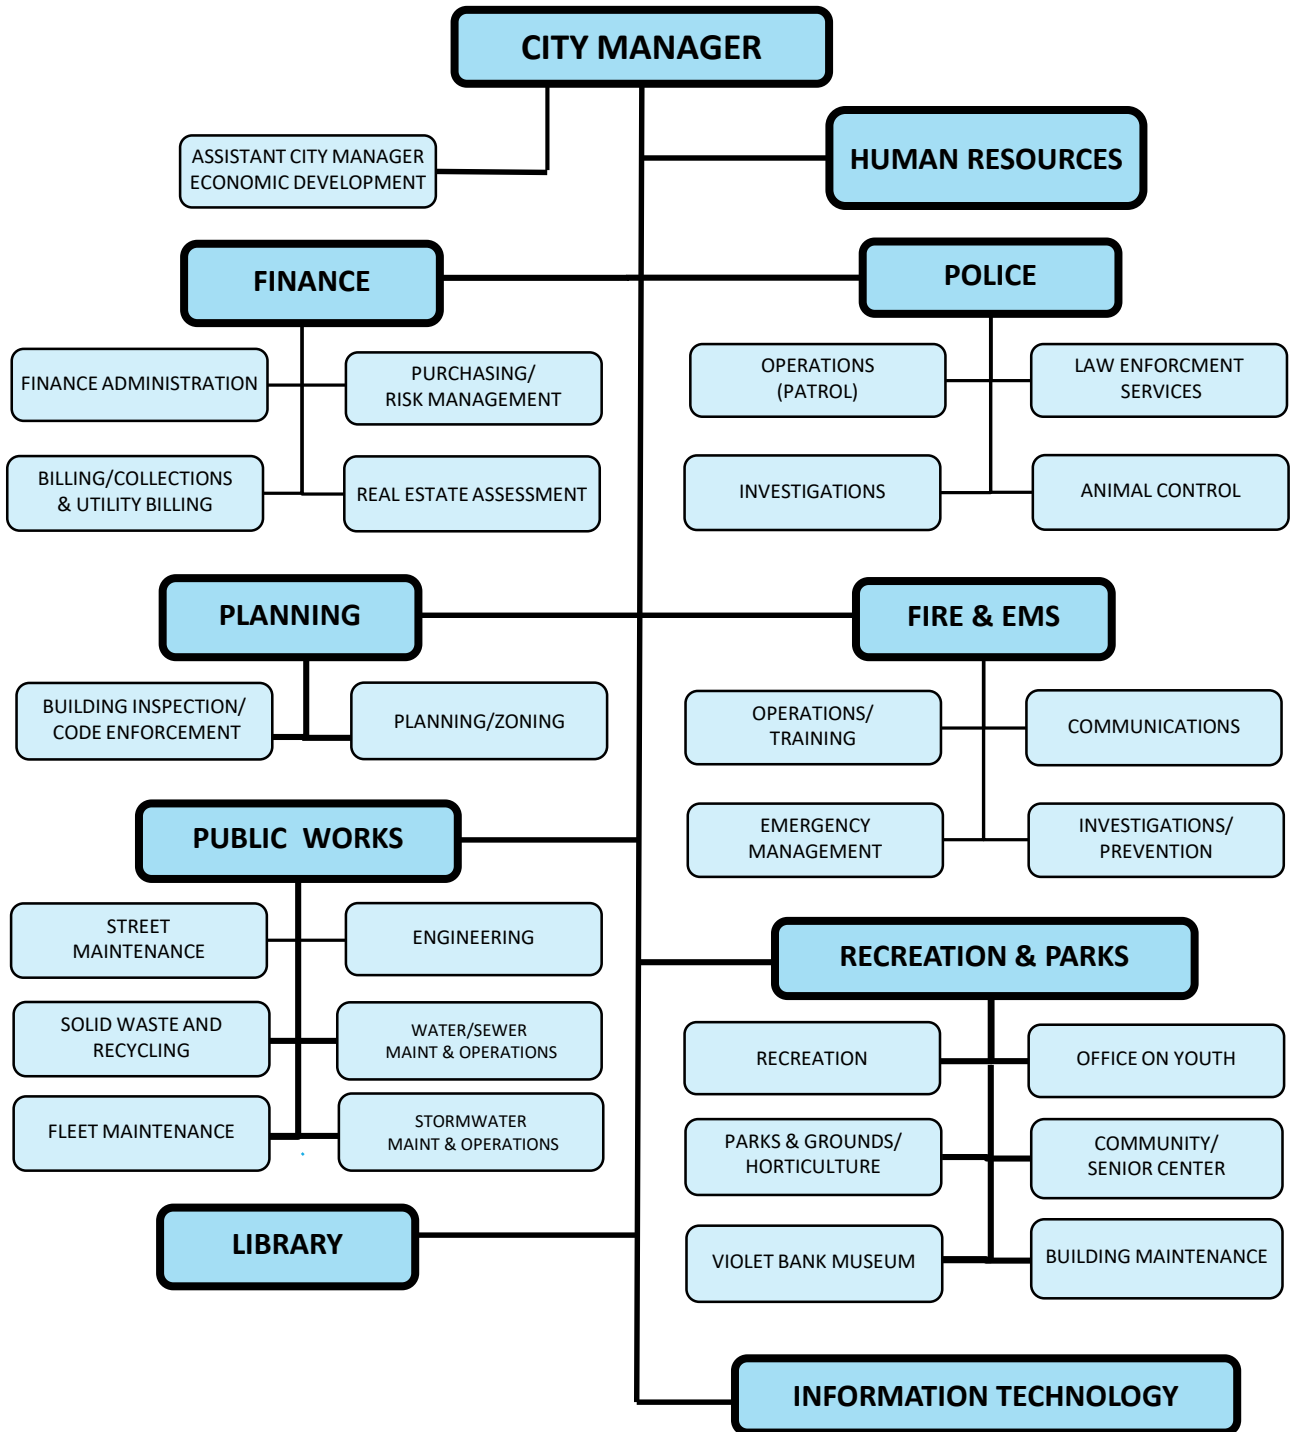 CITY MANAGER
ASSISTANT CITY MANAGER
ECONOMIC DEVELOPMENT
HUMAN RESOURCES
FINANCE
POLICE
FINANCE ADMINISTRATION
PURCHASING/
RISK MANAGEMENT
OPERATIONS
(PATROL)
LAW ENFORCMENT
SERVICES
BILLING/COLLECTIONS
& UTILITY BILLING
REAL ESTATE ASSESSMENT
INVESTIGATIONS
ANIMAL CONTROL
PLANNING
FIRE & EMS
BUILDING INSPECTION/
CODE ENFORCEMENT
PLANNING/ZONING
OPERATIONS/
TRAINING
COMMUNICATIONS
PUBLIC WORKS
EMERGENCY
MANAGEMENT
INVESTIGATIONS/
PREVENTION
STREET
MAINTENANCE
ENGINEERING
RECREATION & PARKS
SOLID WASTE AND
RECYCLING
WATER/SEWER
MAINT & OPERATIONS
RECREATION
OFFICE ON YOUTH
FLEET MAINTENANCE
STORMWATER
MAINT & OPERATIONS
PARKS & GROUNDS/
HORTICULTURE
COMMUNITY/
SENIOR CENTER
LIBRARY
VIOLET BANK MUSEUM
BUILDING MAINTENANCE
INFORMATION TECHNOLOGY